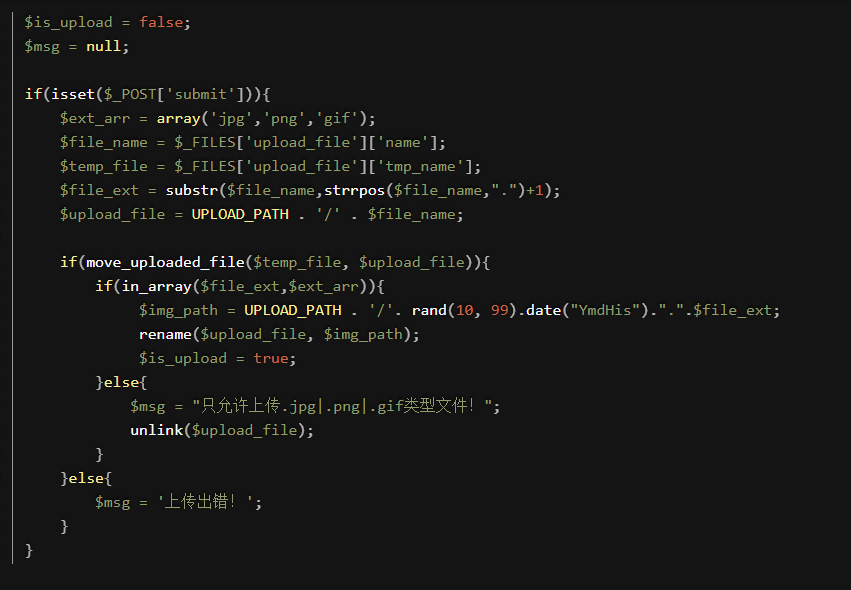 $is_upload = false;
$msg = null;

if(isset($_POST['submit'])){
    $ext_arr = array('jpg','png','gif');
    $file_name = $_FILES['upload_file']['name'];
    $temp_file = $_FILES['upload_file']['tmp_name'];
    $file_ext = substr($file_name,strrpos($file_name,".")+1);
    $upload_file = UPLOAD_PATH . '/' . $file_name;

    if(move_uploaded_file($temp_file, $upload_file)){
        if(in_array($file_ext,$ext_arr)){
             $img_path = UPLOAD_PATH . '/'. rand(10, 99).date("YmdHis").".".$file_ext;
             rename($upload_file, $img_path);
             $is_upload = true;
        }else{
            $msg = "只允许上传.jpg|.png|.gif类型文件！";
            unlink($upload_file);
        }
    }else{
        $msg = '上传出错！';
    }
}